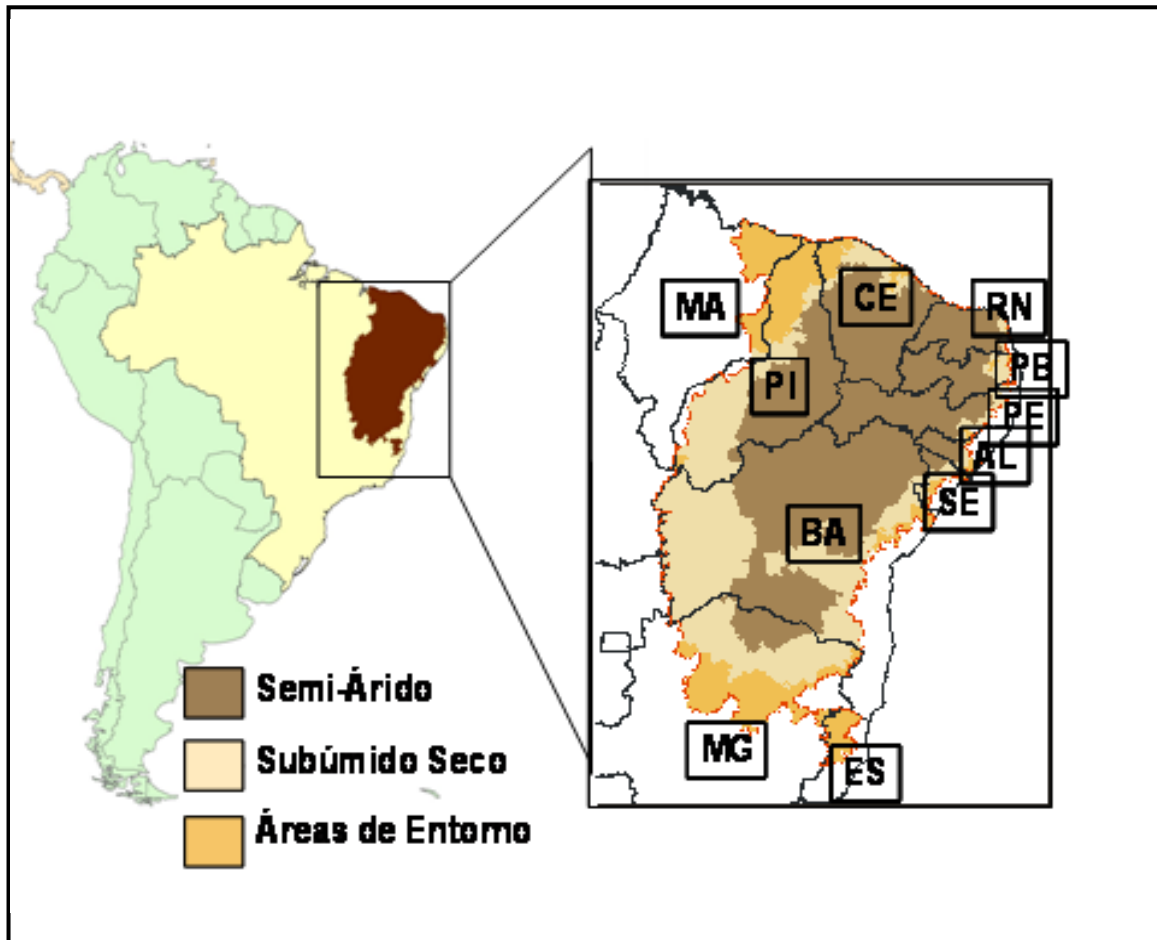 MA
CE
RN
PB
PI
PE
AL
SE
BA
MG
ES
Semi-Árido
Subúmido Seco
Áreas de Entorno